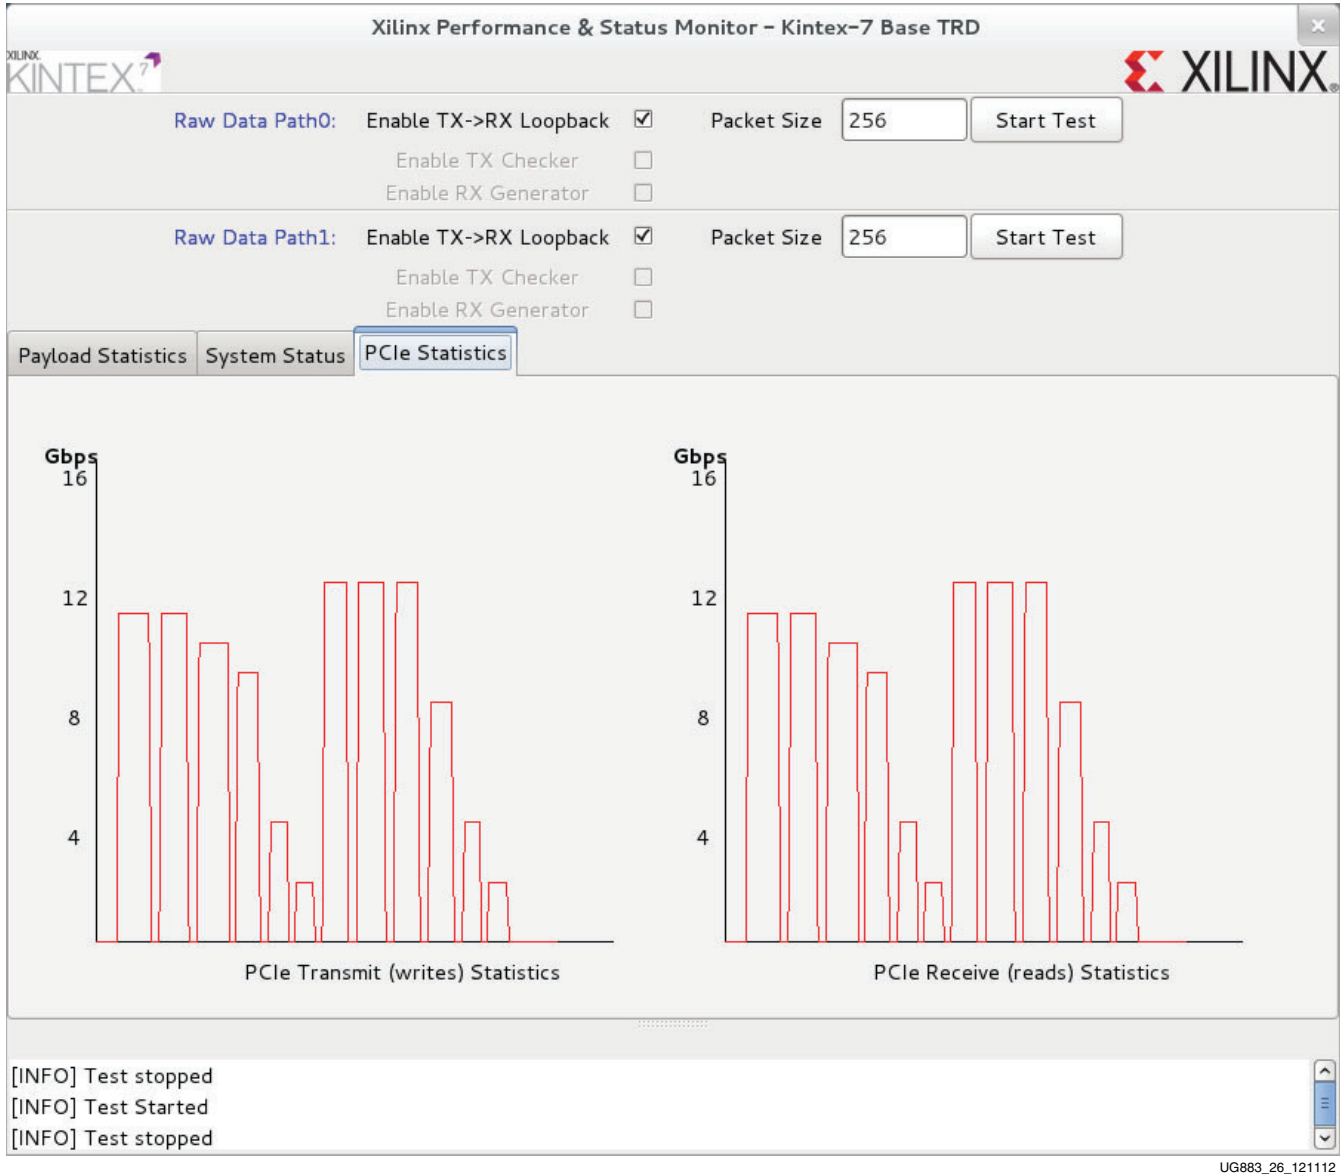 Xilinx Performance & Status Monitor – Kintex-7 Base TRD
XILINX
KINTEX 7
XILINX
Raw Data Path0: Enable TX->RX Loopback Packet Size 256 Start Test
Enable TX Checker
Enable RX Generator
Raw Data Path1: Enable TX->RX Loopback Packet Size 256 Start Test
Enable TX Checker
Enable RX Generator
Payload Statistics System Status PCIe Statistics
Gbps Gbps
16 16
12 12
8 8
4 4
PCIe Transmit (writes) Statistics PCIe Receive (reads) Statistics
[INFO] Test stopped
[INFO] Test Started
[INFO] Test stopped
UG883_26_121112